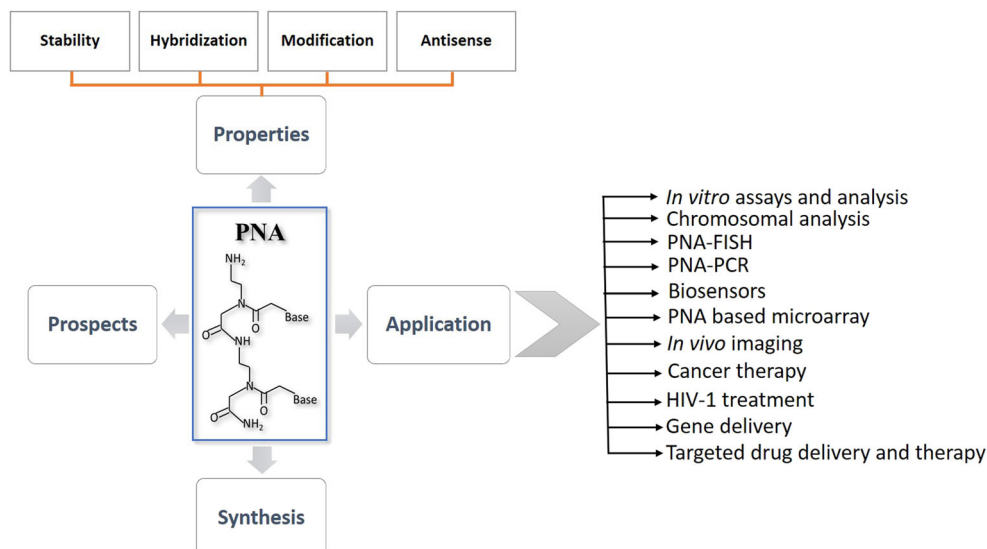 Stability
Hybridization
Modification
Antisense
Properties
PNA
NH2
N
O
Base
O
NH
N
O
Base
O
NH2
Prospects
Application
Synthesis
In vitro assays and analysis
Chromosomal analysis
PNA-FISH
PNA-PCR
Biosensors
PNA based microarray
In vivo imaging
Cancer therapy
HIV-1 treatment
Gene delivery
Targeted drug delivery and therapy